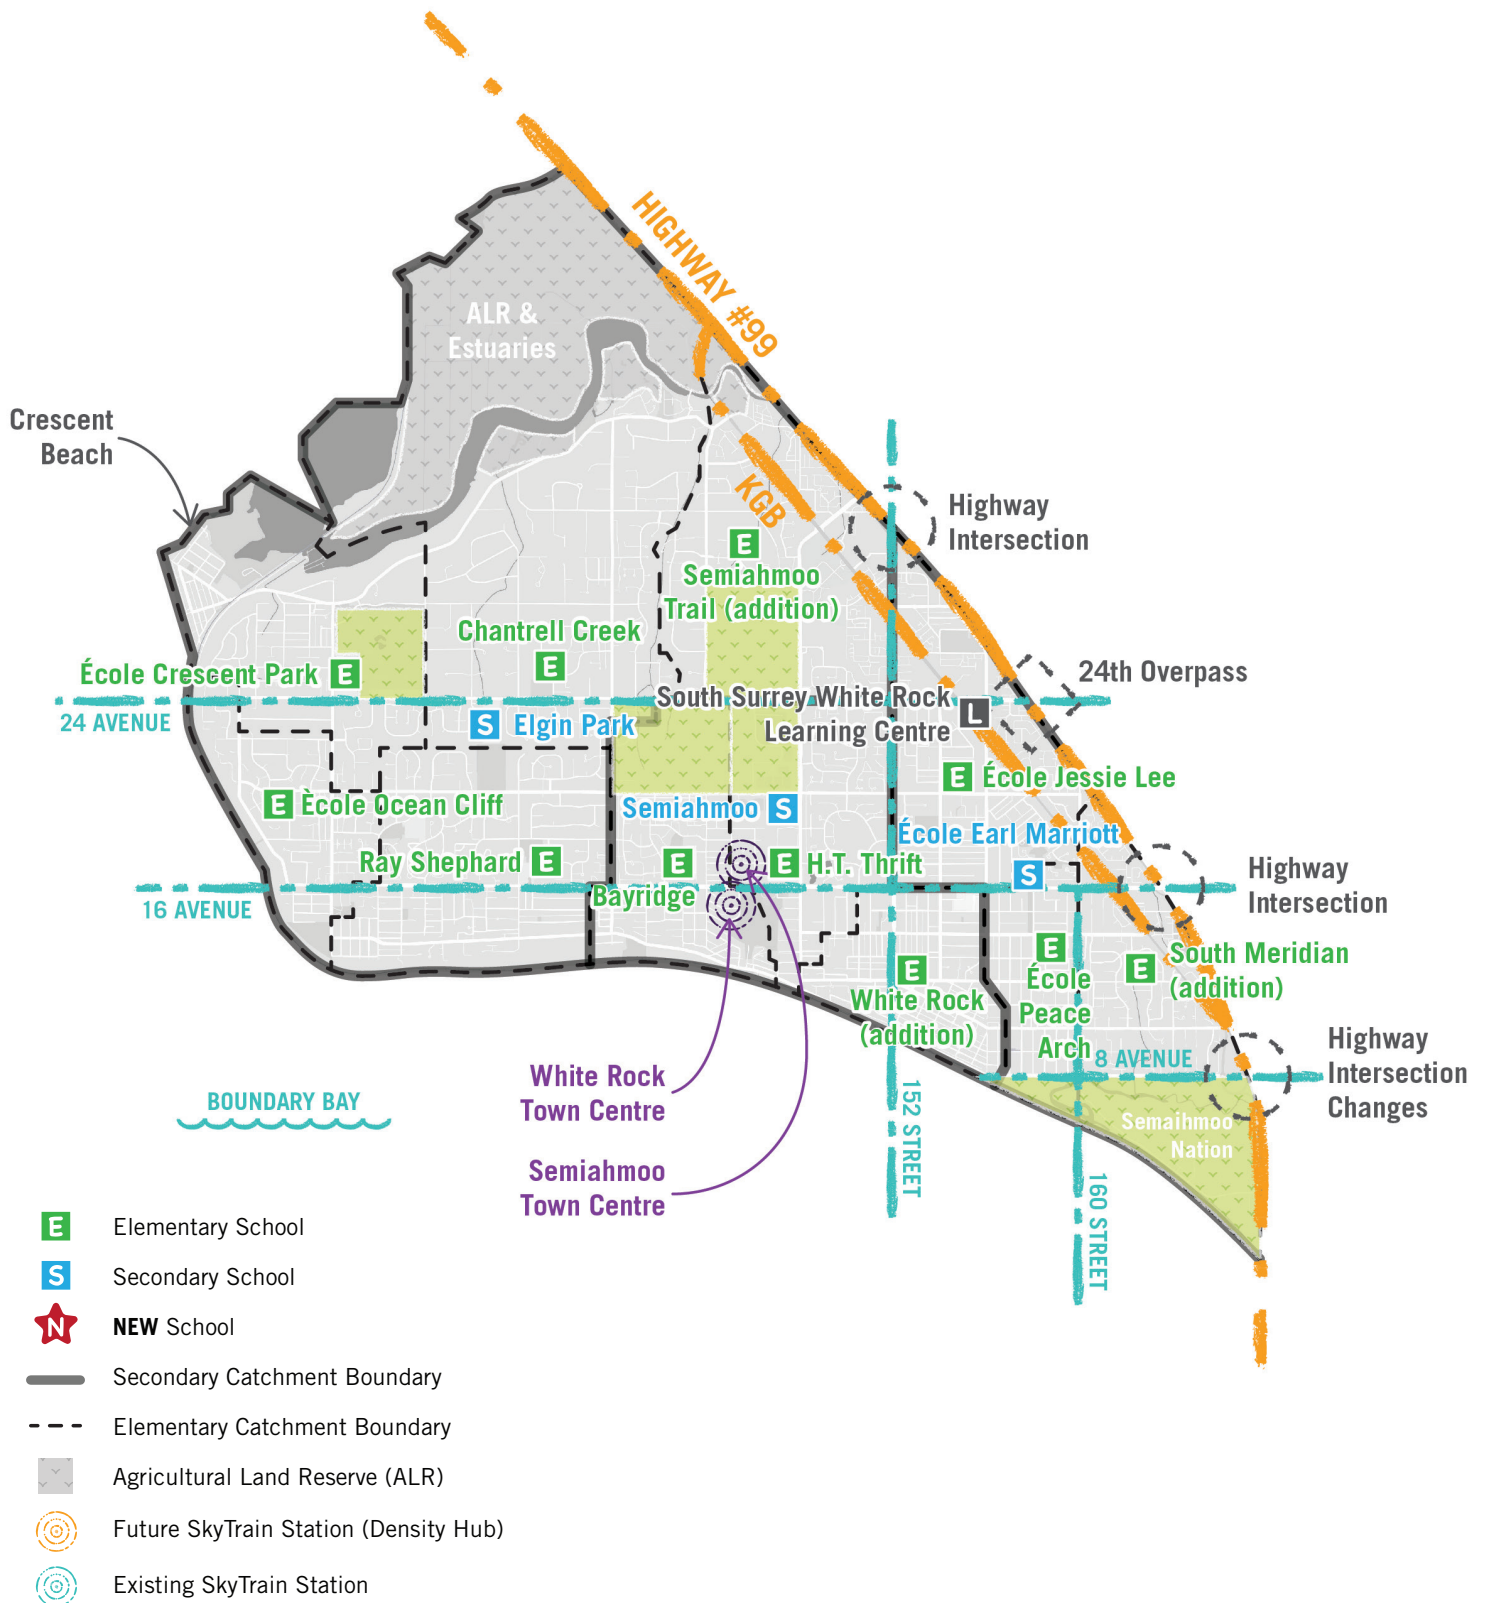 HIGHWAY #99
ALR &
Estuaries
Crescent
Beach
KGB
Highway
Intersection
E
Semiahmoo
Trail (addition)
Chantrell Creek
E
École Crescent Park E
24th Overpass
24 AVENUE
South Surrey White Rock
Learning Centre
L
S Elgin Park
E École Jessie Lee
E Ècole Ocean Cliff
Semiahmoo S
École Earl Marriott
S
Ray Shephard E
E
Bayridge
E H.T. Thrift
Highway
Intersection
16 AVENUE
E
White Rock
(addition)
E
École
Peace
Arch
E
South Meridian
(addition)
8 AVENUE
Highway
Intersection
Changes
White Rock
Town Centre
BOUNDARY BAY
152 STREET
Semaihmoo
Nation
Semiahmoo
Town Centre
160 STREET
E Elementary School
S Secondary School
N NEW School
Secondary Catchment Boundary
Elementary Catchment Boundary
Agricultural Land Reserve (ALR)
Future SkyTrain Station (Density Hub)
Existing SkyTrain Station